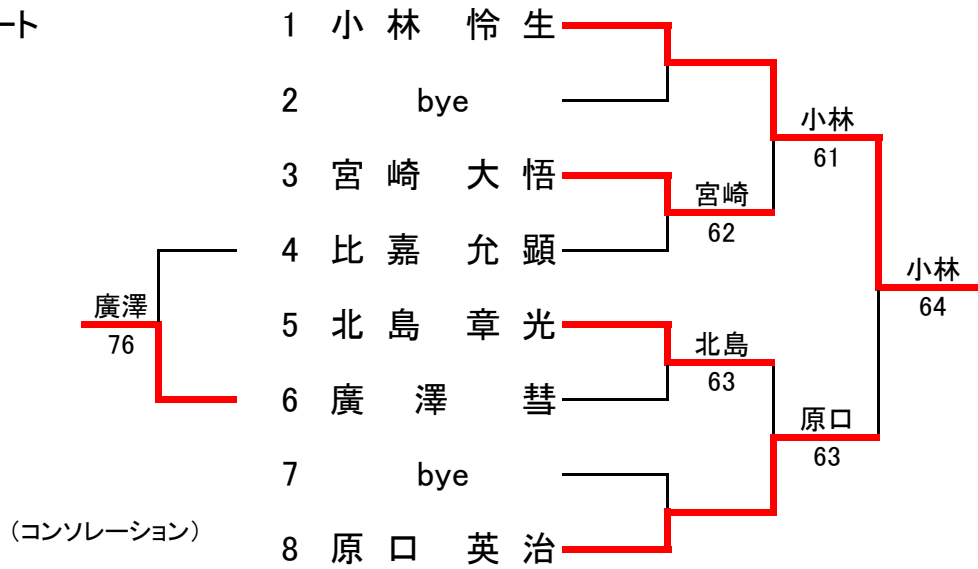 ート
1 小林 怜生
2 bye
小林
61
3 宮崎 大悟
宮崎
62
4 比嘉 允顕
小林
64
廣澤
76
5 北島 章光
北島
63
6 廣澤 彗
原口
63
7 bye
（コンソレーション）
8 原口 英治